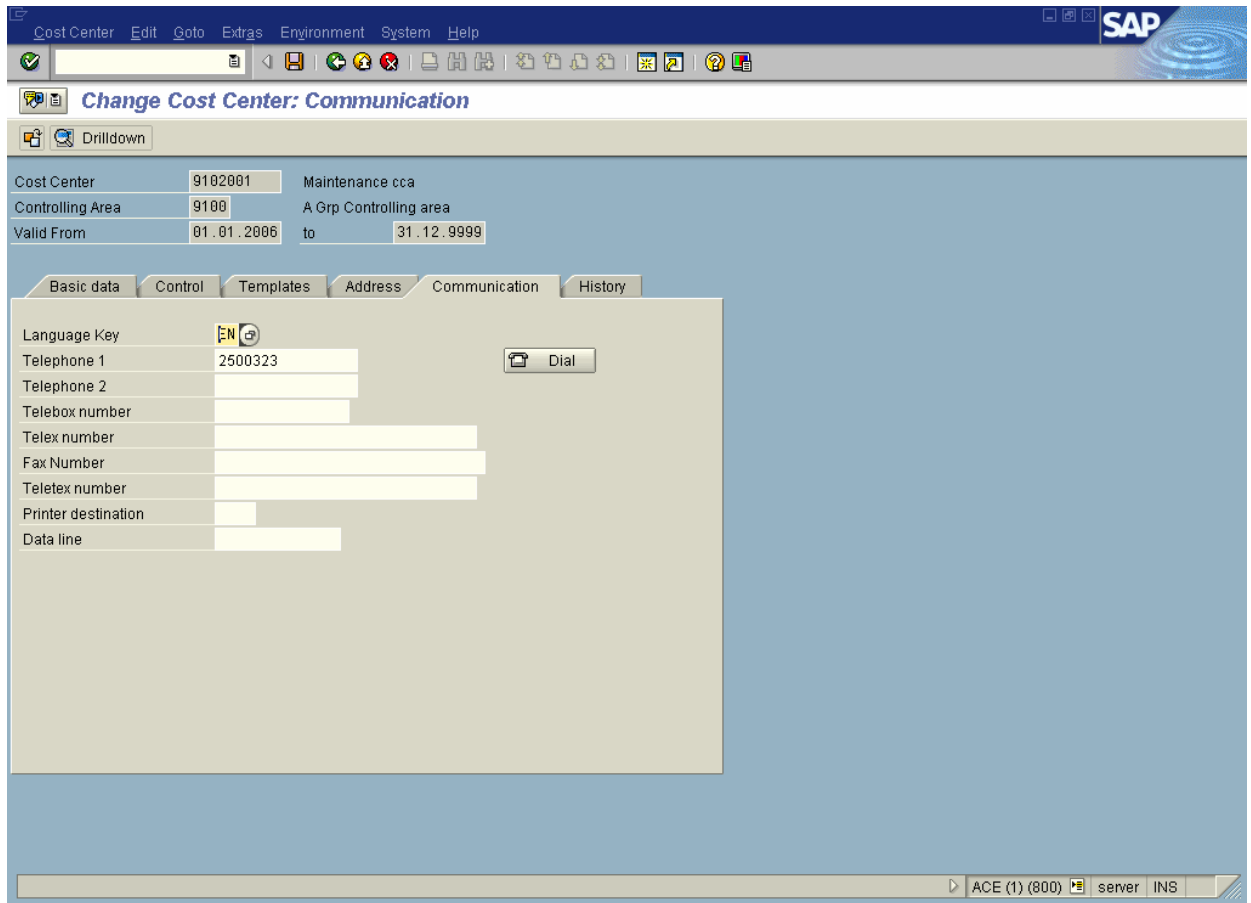 Cost Center Edit Goto Extras Environment System Help
SAP
Change Cost Center: Communication
Drilldown
Cost Center 9102001 Maintenance cca
Controlling Area 9100 A Grp Controlling area
Valid From 01.01.2006 to 31.12.9999
Basic data Control Templates Address Communication History
Language Key EN
Telephone 1 2500323 Dial
Telephone 2
Telebox number
Telex number
Fax Number
Teletex number
Printer destination
Data line
ACE (1) (800) server INS